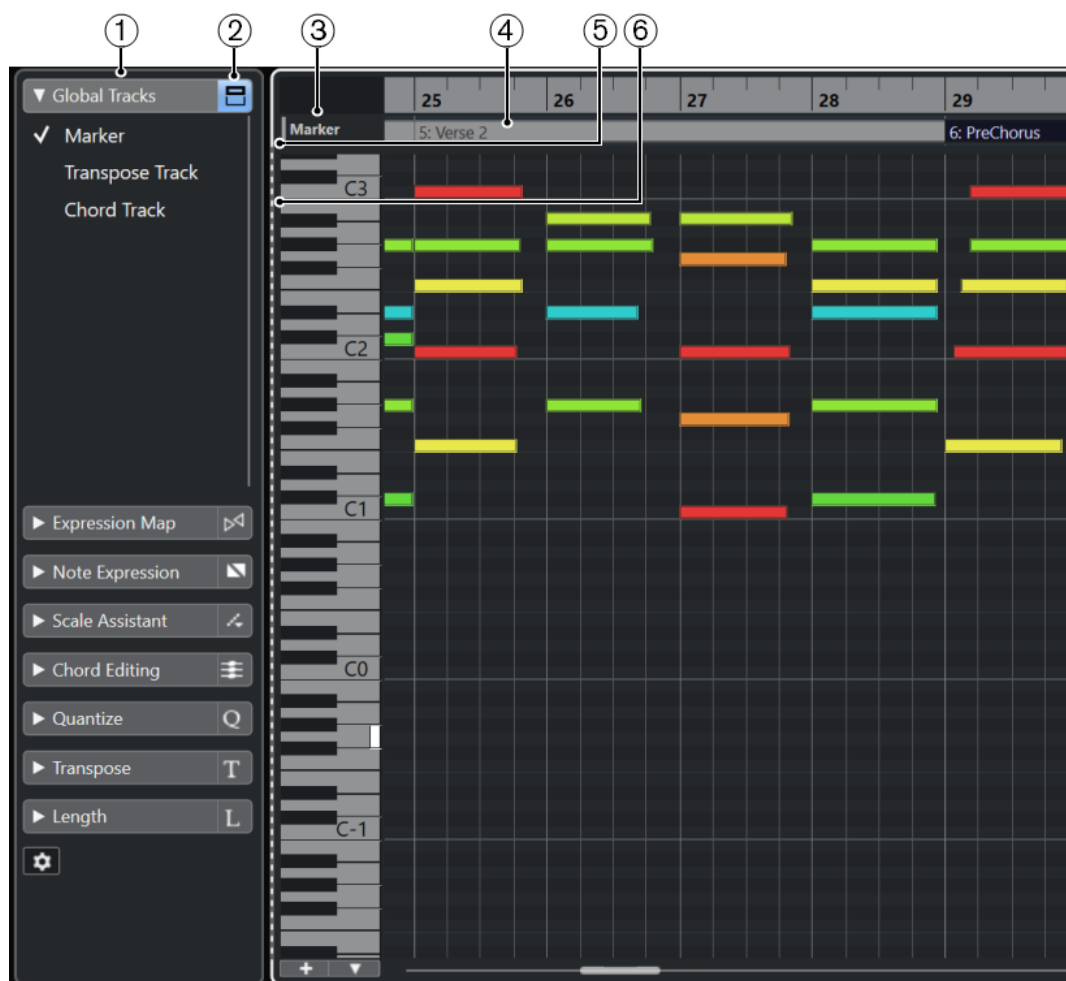 1 2 3 4 5 6
Global Tracks
✓ Marker
Transpose Track
Chord Track
Expression Map
Note Expression
Scale Assistant
Chord Editing
Quantize Q
Transpose T
Length L
25 26 27 28 29
Marker 5: Verse 2 6: PreChorus
C3
C2
C1
C0
C-1